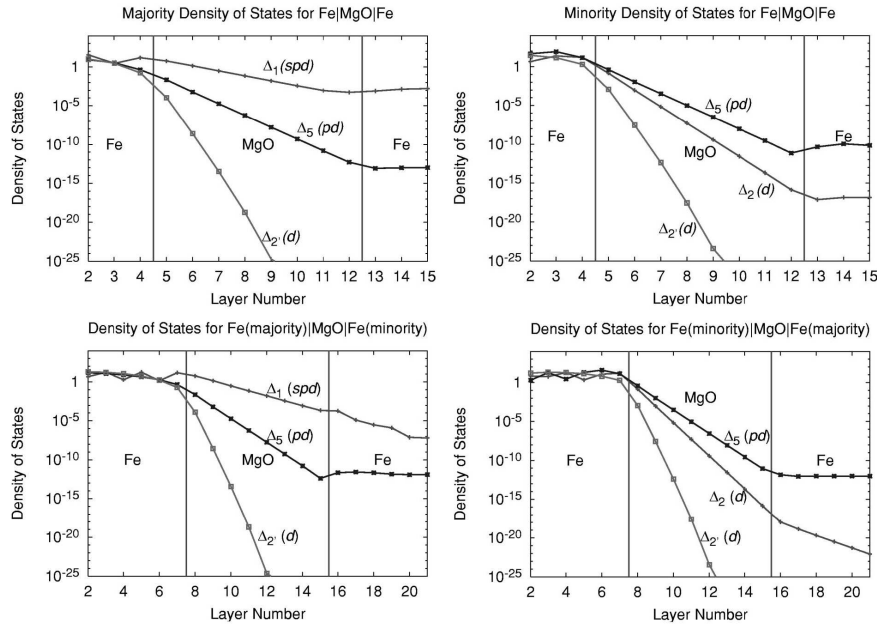 Majority Density of States for Fe|MgO|Fe
Density of States
1
10-5
10-10
10-15
10-20
10-25
Δ1(spd)
Δ5 (pd)
Fe
MgO
Fe
Δ2'(d)
2 3 4 5 6 7 8 9 10 11 12 13 14 15
Layer Number
Minority Density of States for Fe|MgO|Fe
Density of States
1
10-5
10-10
10-15
10-20
10-25
Δ5 (pd)
Fe
MgO
Fe
Δ2 (d)
Δ2'(d)
2 3 4 5 6 7 8 9 10 11 12 13 14 15
Layer Number
Density of States for Fe(majority)|MgO|Fe(minority)
Density of States
1
10-5
10-10
10-15
10-20
10-25
Δ1 (spd)
Δ5 (pd)
Fe
MgO
Fe
Δ2' (d)
2 4 6 8 10 12 14 16 18 20
Layer Number
Density of States for Fe(minority)|MgO|Fe(majority)
Density of States
1
10-5
10-10
10-15
10-20
10-25
MgO
Δ5 (pd)
Fe
Fe
Δ2 (d)
Δ2' (d)
2 4 6 8 10 12 14 16 18 20
Layer Number